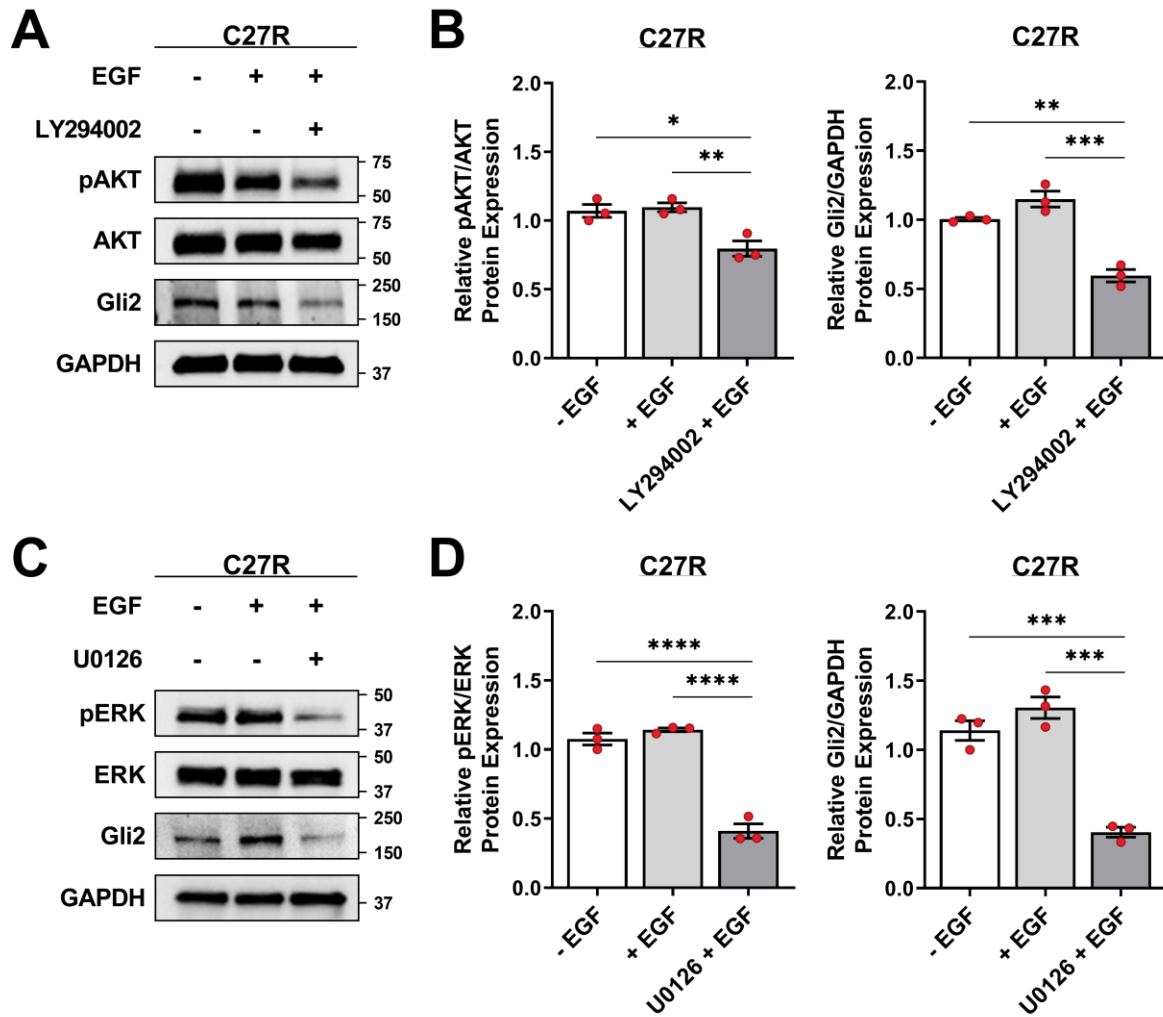 A
C27R
EGF - + +
LY294002 - - +
pAKT 75 50
AKT 75 50
Gli2 250 150
GAPDH 37
B
C27R
Relative pAKT/AKT
Protein Expression
2.0
1.5
1.0
0.5
0.0
* **
- EGF
+ EGF
LY294002 + EGF
C27R
Relative Gli2/GAPDH
Protein Expression
2.0
1.5
1.0
0.5
0.0
** ***
- EGF
+ EGF
LY294002 + EGF
C
C27R
EGF - + +
U0126 - - +
pERK 50 37
ERK 50 37
Gli2 250 150
GAPDH 37
D
C27R
Relative pERK/ERK
Protein Expression
2.0
1.5
1.0
0.5
0.0
**** ****
- EGF
+ EGF
U0126 + EGF
C27R
Relative Gli2/GAPDH
Protein Expression
2.0
1.5
1.0
0.5
0.0
*** ***
- EGF
+ EGF
U0126 + EGF